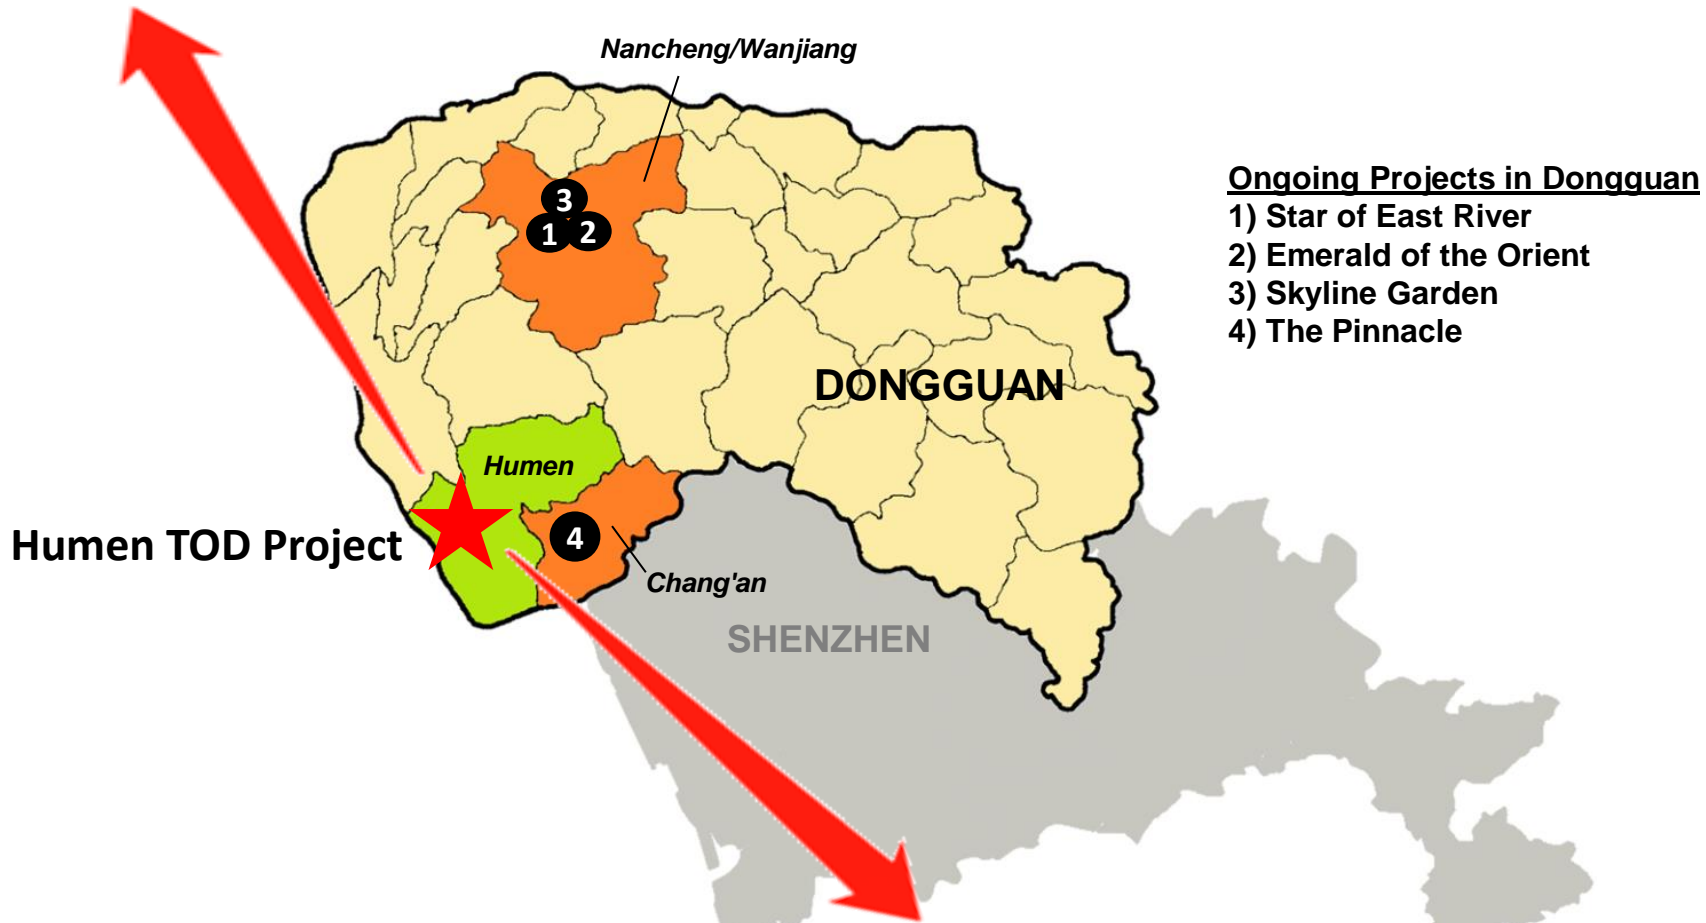 Nancheng/Wanjiang
3
1
2
Ongoing Projects in Dongguan
1) Star of East River
2) Emerald of the Orient
3) Skyline Garden
4) The Pinnacle
DONGGUAN
Humen
Humen TOD Project
4
Chang'an
SHENZHEN